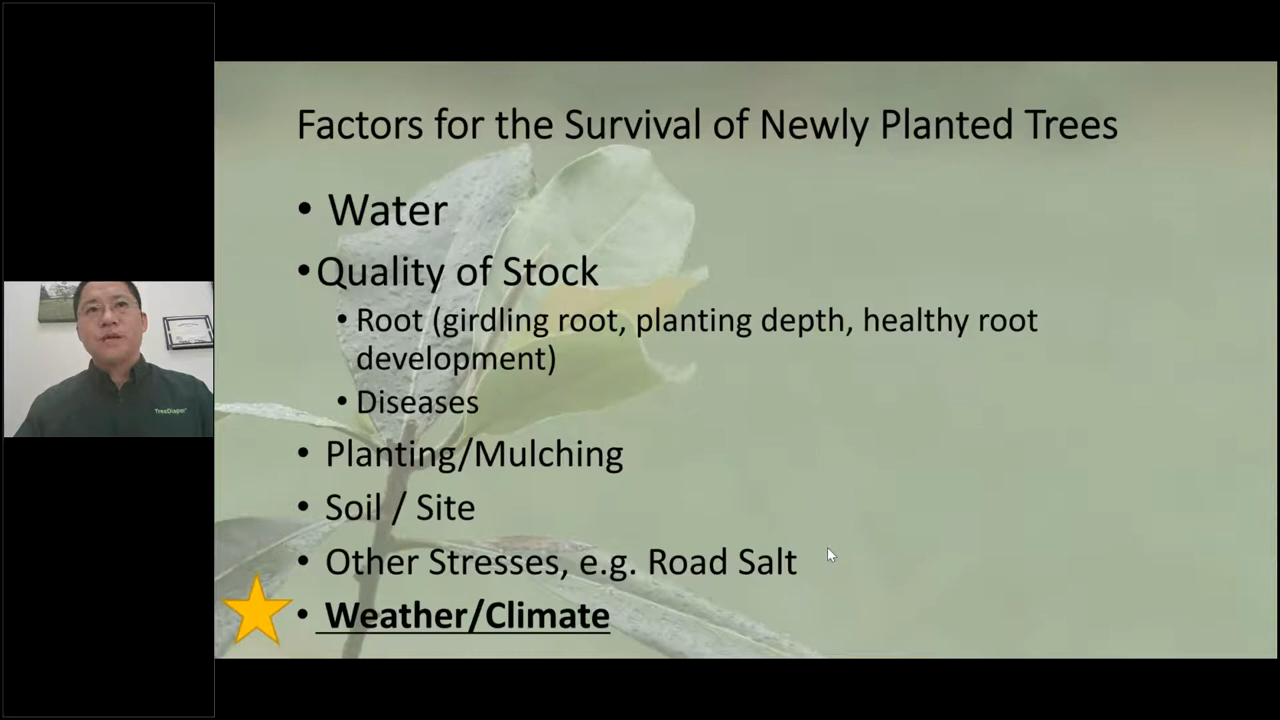 Factors for the Survival of Newly Planted Trees
• Water
• Quality of Stock
• Root (girdling root, planting depth, healthy root
development)
• Diseases
• Planting/Mulching
• Soil / Site
• Other Stresses, e.g. Road Salt
• Weather/Climate
TreeDiaper